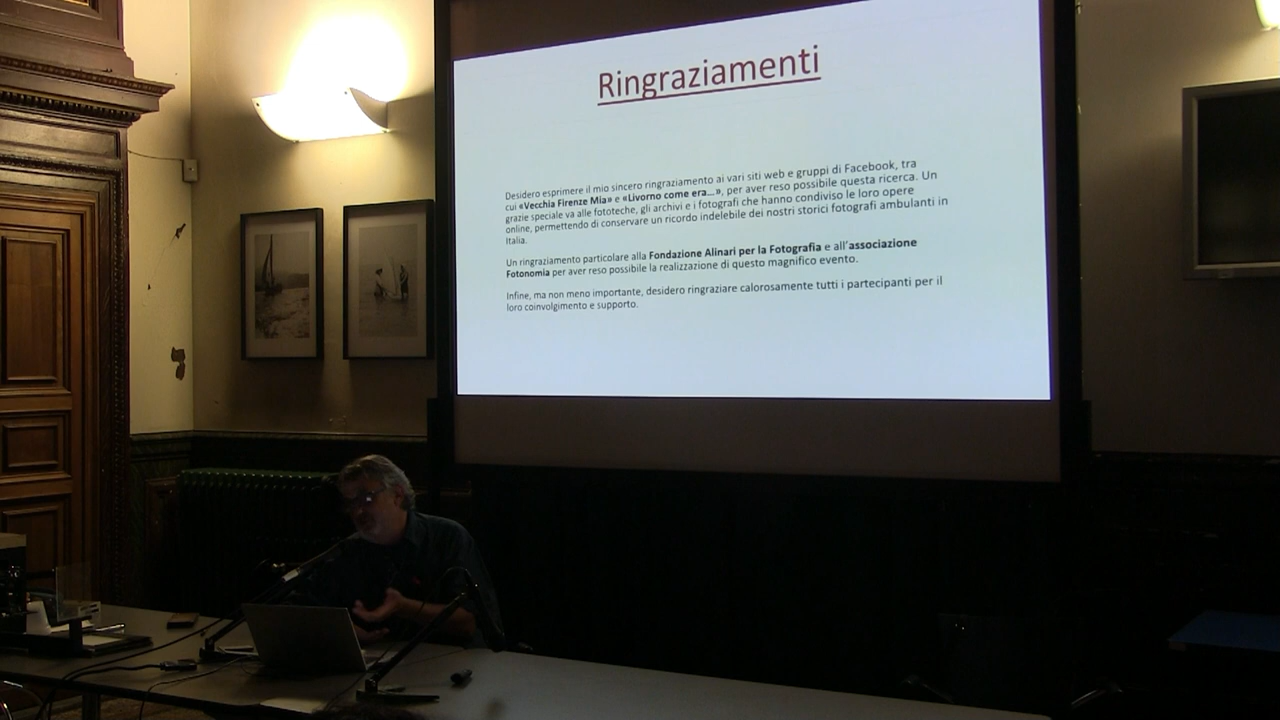 Ringraziamenti
Desidero esprimere il mio sincero ringraziamento ai vari siti web e gruppi di Facebook, tra
cui «Vecchia Firenze Mia» e «Livorno come era...», per aver reso possibile questa ricerca. Un
grazie speciale va alle fototeche, gli archivi e i fotografi che hanno condiviso le loro opere
online, permettendo di conservare un ricordo indelebile dei nostri storici fotografi ambulanti in
Italia.
Un ringraziamento particolare alla Fondazione Alinari per la Fotografia e all'associazione
Fotonomia per aver reso possibile la realizzazione di questo magnifico evento.
Infine, ma non meno importante, desidero ringraziare calorosamente tutti i partecipanti per il
loro coinvolgimento e supporto.